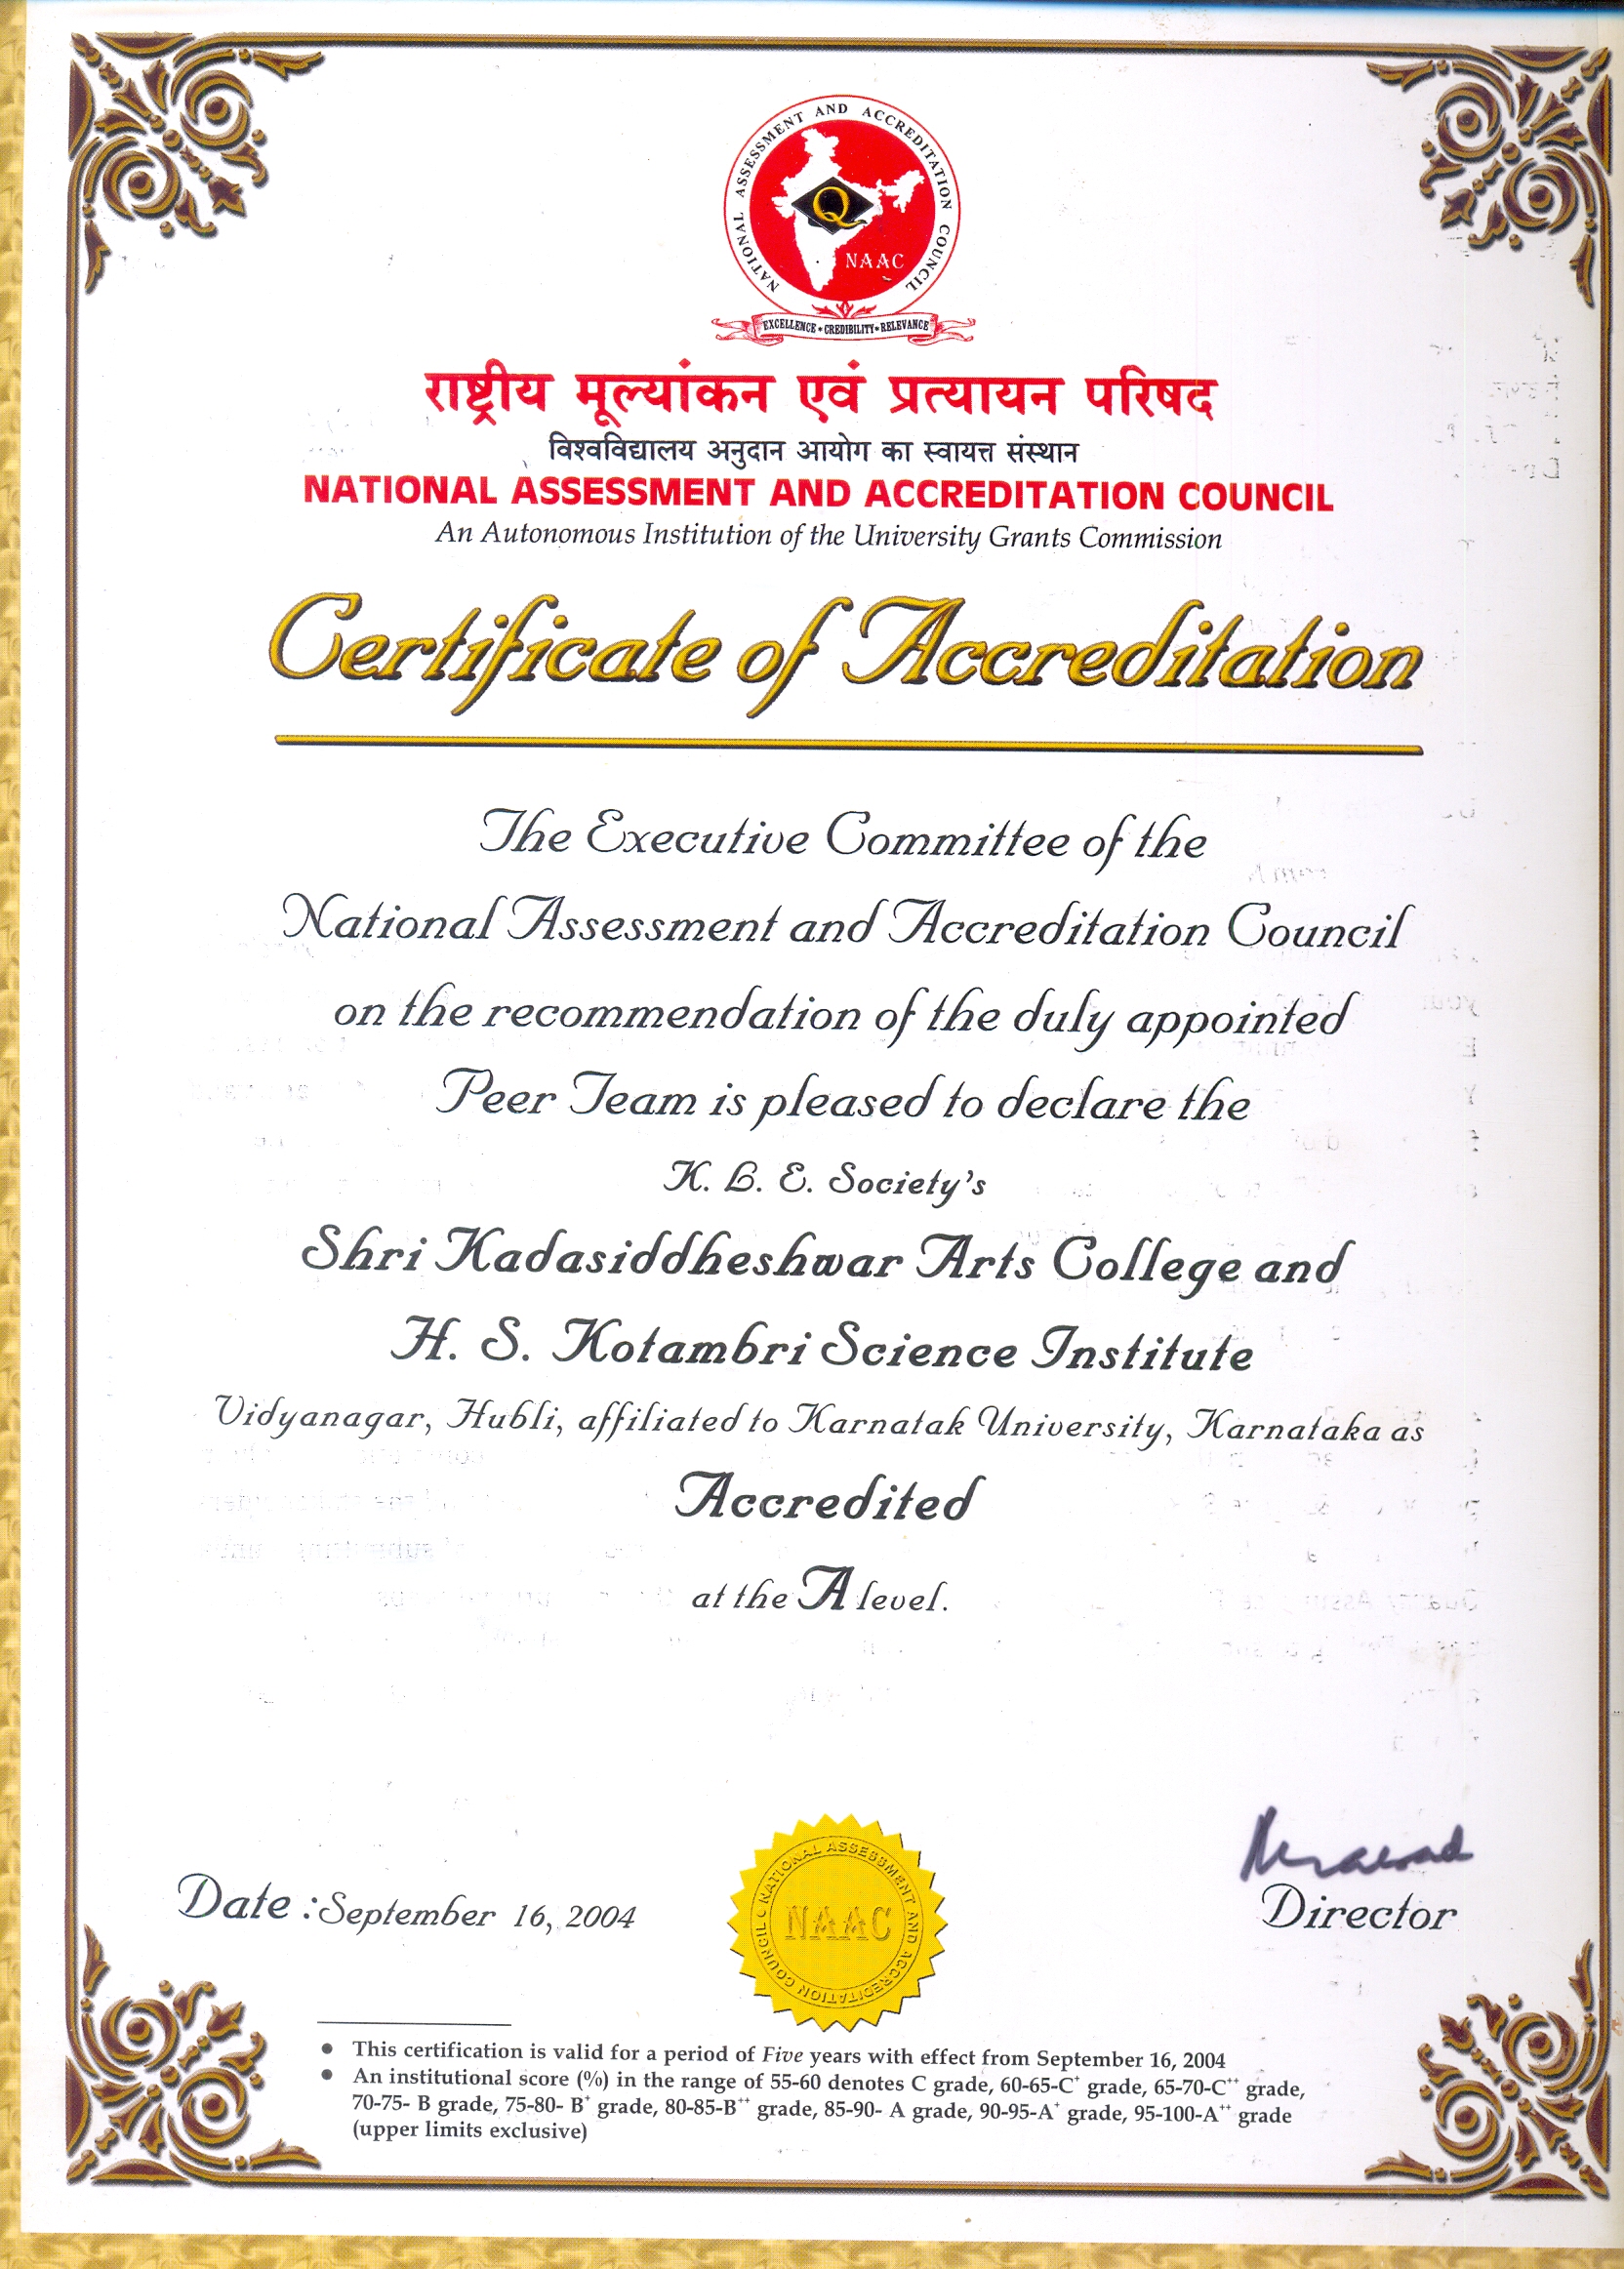 NATIONAL ASSESSMENT AND ACCREDITATION COUNCIL
Q
NAAC
EXCELLENCE • CREDIBILITY • RELEVANCE
राष्ट्रीय मूल्यांकन एवं प्रत्यायन परिषद
विश्वविद्यालय अनुदान आयोग का स्वायत्त संस्थान
NATIONAL ASSESSMENT AND ACCREDITATION COUNCIL
An Autonomous Institution of the University Grants Commission
Certificate of Accreditation
The Executive Committee of the
National Assessment and Accreditation Council
on the recommendation of the duly appointed
Peer Team is pleased to declare the
K. L. E. Society's
Shri Kadasiddheshwar Arts College and
H. S. Kotambri Science Institute
Vidyanagar, Hubli, affiliated to Karnatak University, Karnataka as
Accredited
at the A level.
Date : September 16, 2004
NATIONAL ASSESSMENT AND ACCREDITATION COUNCIL
NAAC
Director
• This certification is valid for a period of Five years with effect from September 16, 2004
• An institutional score (%) in the range of 55-60 denotes C grade, 60-65-C⁺ grade, 65-70-C⁺⁺ grade,
70-75- B grade, 75-80- B⁺ grade, 80-85-B⁺⁺ grade, 85-90- A grade, 90-95-A⁺ grade, 95-100-A⁺⁺ grade
(upper limits exclusive)